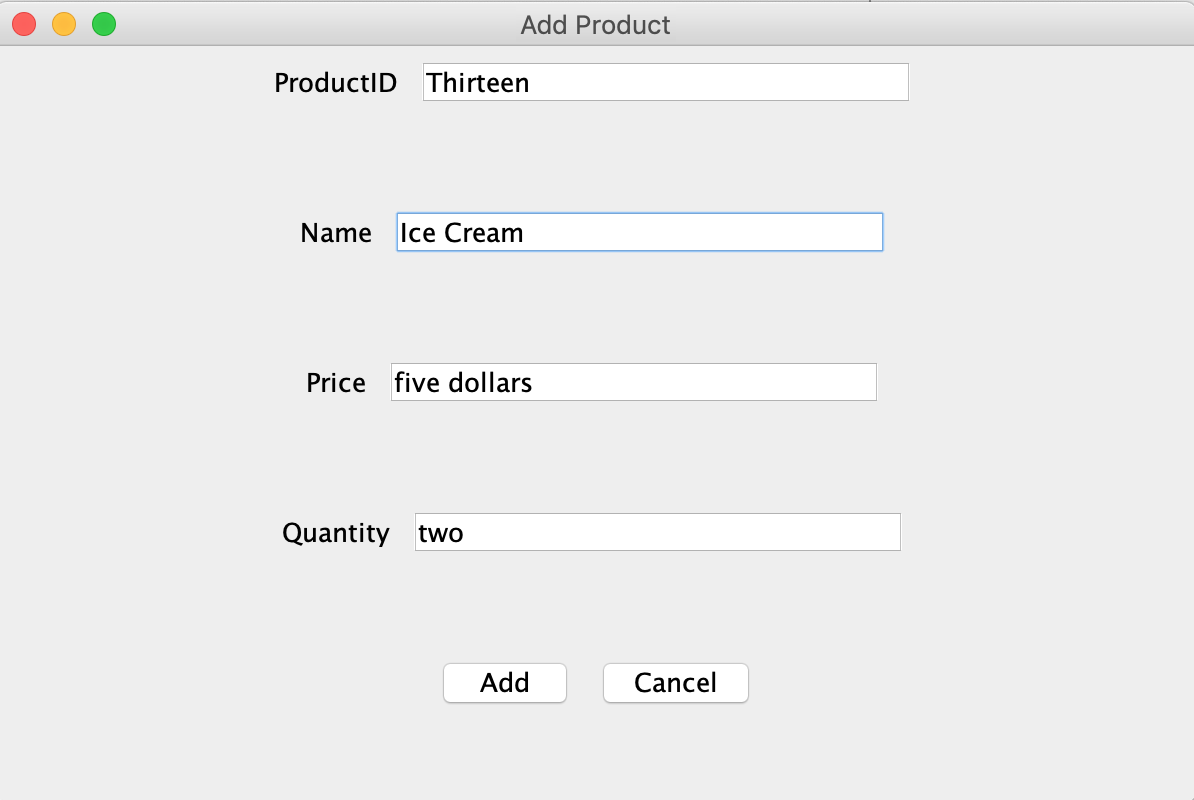 Add Product
ProductID Thirteen
Name Ice Cream
Price five dollars
Quantity two
Add Cancel